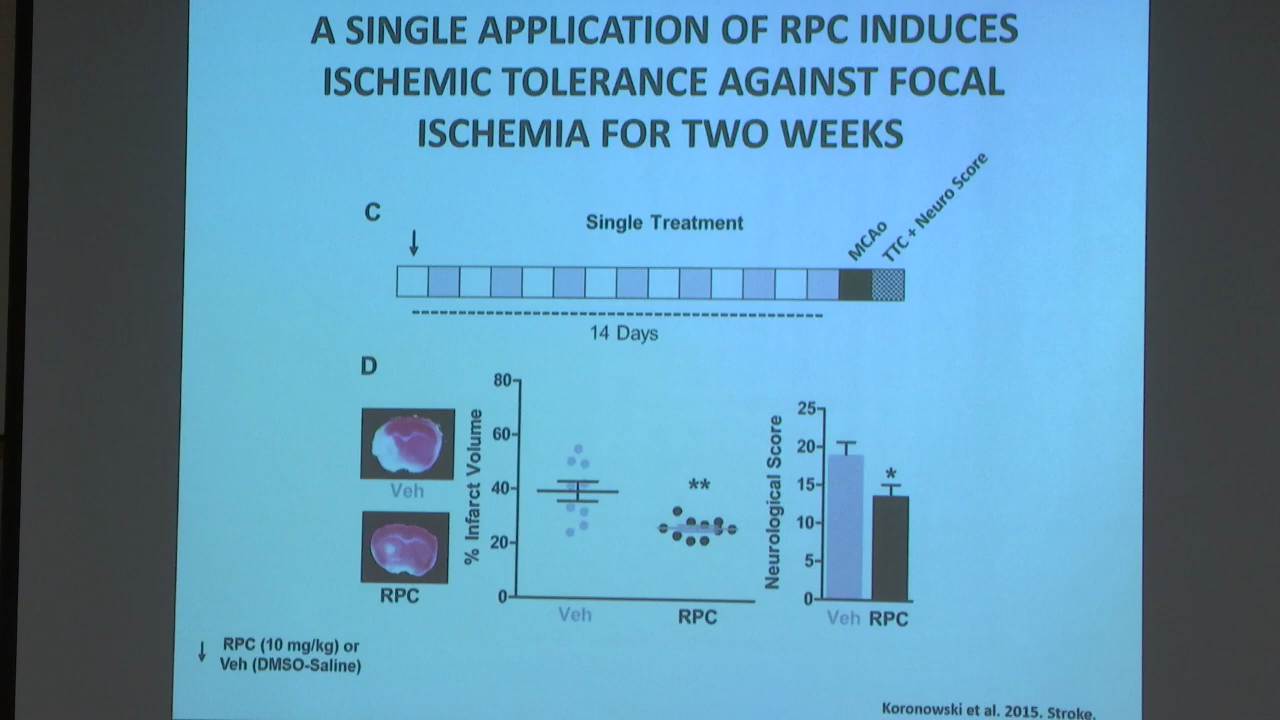 A SINGLE APPLICATION OF RPC INDUCES
ISCHEMIC TOLERANCE AGAINST FOCAL
ISCHEMIA FOR TWO WEEKS
C
Single Treatment
MCAo
TTC + Neuro Score
14 Days
D
Veh
RPC
% Infarct Volume
80
60
40
20
0
**
Veh
RPC
Neurological Score
25
20
15
10
5
0
*
Veh RPC
RPC (10 mg/kg) or
Veh (DMSO-Saline)
Koronowski et al. 2015. Stroke.